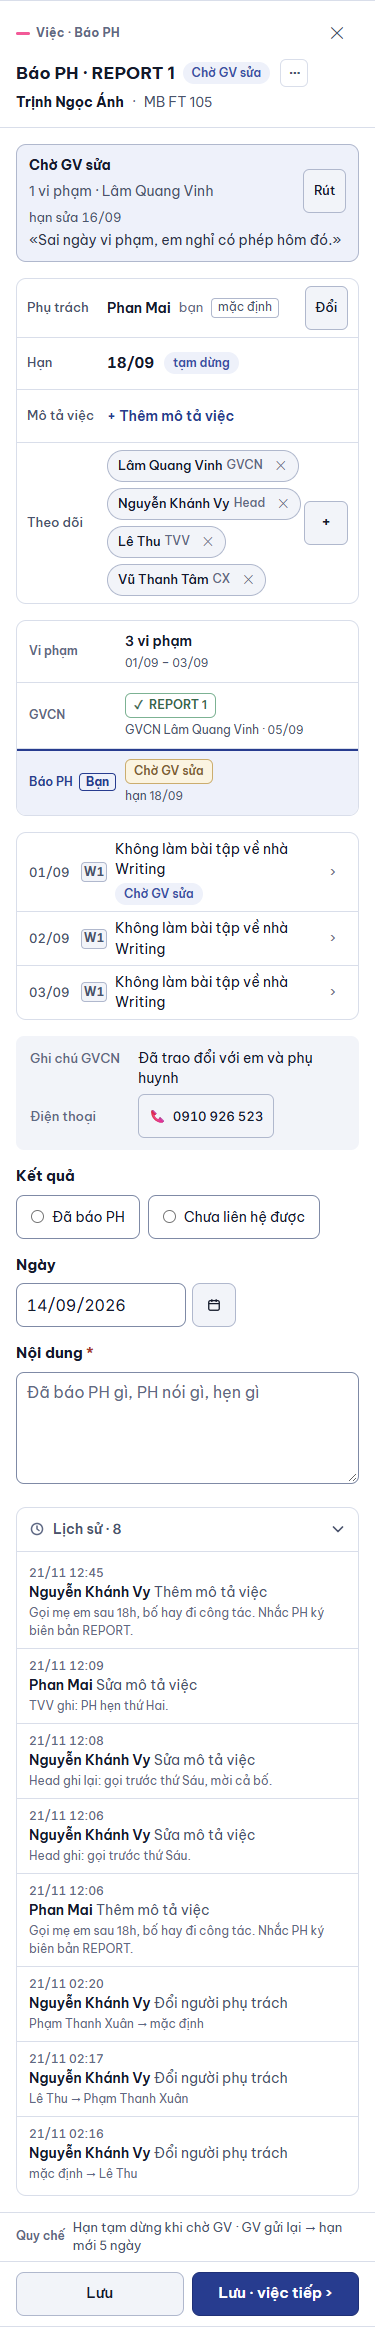 Việc · Báo PH
Báo PH · REPORT 1 Chờ GV sửa ···
Trịnh Ngọc Ánh · MB FT 105
Chờ GV sửa
1 vi phạm · Lâm Quang Vinh
hạn sửa 16/09
Rút
«Sai ngày vi phạm, em nghỉ có phép hôm đó.»
Phụ trách Phan Mai bạn mặc định Đổi
Hạn 18/09 tạm dừng
Mô tả việc + Thêm mô tả việc
Theo dõi
Lâm Quang Vinh GVCN ×
Nguyễn Khánh Vy Head ×
Lê Thu TVV ×
Vũ Thanh Tâm CX ×
+
Vi phạm 3 vi phạm
01/09 – 03/09
GVCN ✓ REPORT 1
GVCN Lâm Quang Vinh · 05/09
Báo PH Bạn Chờ GV sửa
hạn 18/09
01/09 W1 Không làm bài tập về nhà
Writing
Chờ GV sửa
›
02/09 W1 Không làm bài tập về nhà
Writing
›
03/09 W1 Không làm bài tập về nhà
Writing
›
Ghi chú GVCN Đã trao đổi với em và phụ
huynh
Điện thoại 0910 926 523
Kết quả
Đã báo PH Chưa liên hệ được
Ngày
14/09/2026
Nội dung *
Đã báo PH gì, PH nói gì, hẹn gì
Lịch sử · 8
21/11 12:45
Nguyễn Khánh Vy Thêm mô tả việc
Gọi mẹ em sau 18h, bố hay đi công tác. Nhắc PH ký
biên bản REPORT.
21/11 12:09
Phan Mai Sửa mô tả việc
TVV ghi: PH hẹn thứ Hai.
21/11 12:08
Nguyễn Khánh Vy Sửa mô tả việc
Head ghi lại: gọi trước thứ Sáu, mời cả bố.
21/11 12:06
Nguyễn Khánh Vy Sửa mô tả việc
Head ghi: gọi trước thứ Sáu.
21/11 12:06
Phan Mai Thêm mô tả việc
Gọi mẹ em sau 18h, bố hay đi công tác. Nhắc PH ký
biên bản REPORT.
21/11 02:20
Nguyễn Khánh Vy Đổi người phụ trách
Phạm Thanh Xuân → mặc định
21/11 02:17
Nguyễn Khánh Vy Đổi người phụ trách
Lê Thu → Phạm Thanh Xuân
21/11 02:16
Nguyễn Khánh Vy Đổi người phụ trách
mặc định → Lê Thu
Quy chế Hạn tạm dừng khi chờ GV · GV gửi lại → hạn
mới 5 ngày
Lưu Lưu · việc tiếp ›